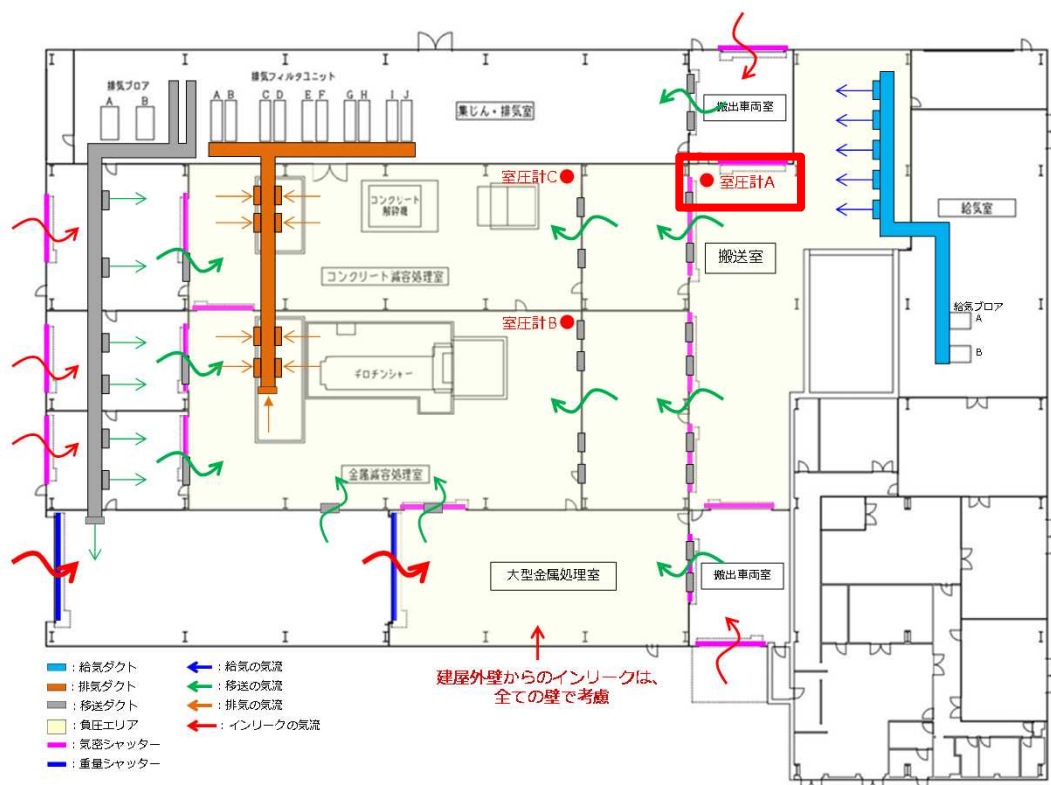 排気ブロア
A
B
排気フィルタユニット
A B C D E F G H I J
集じん・排気室
搬出車両室
室圧計C
室圧計A
コンクリート
解砕機
給気室
コンクリート減容処理室
搬送室
給気ブロア
A
B
室圧計B
ギロチンシャー
金属減容処理室
大型金属処理室
搬出車両室
建屋外壁からのインリークは、
全ての壁で考慮
:給気ダクト
:排気ダクト
:移送ダクト
:負圧エリア
:気密シャッター
:重量シャッター
:給気の気流
:移送の気流
:排気の気流
:インリークの気流